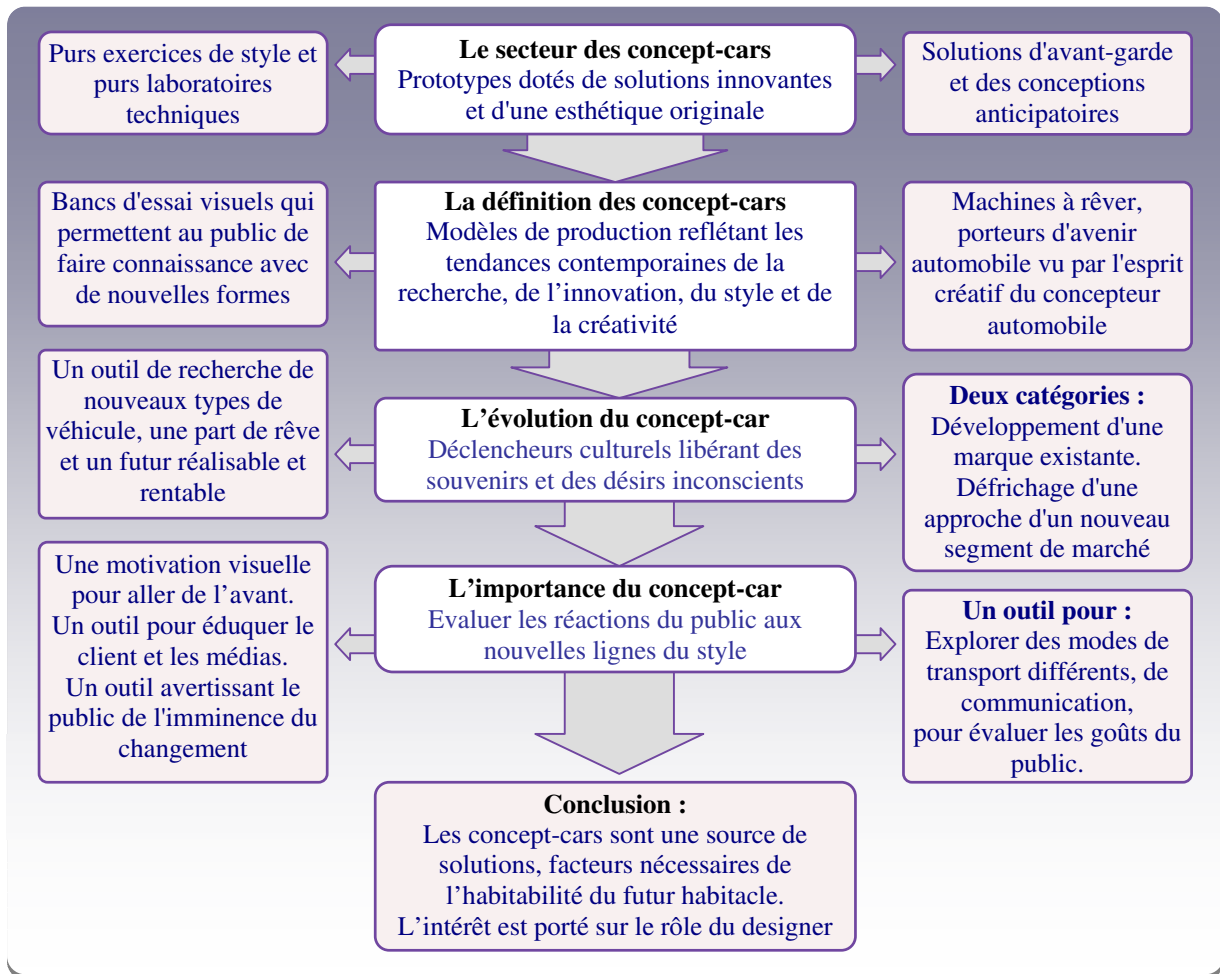 Purs exercices de style et
purs laboratoires
techniques
Le secteur des concept-cars
Prototypes dotés de solutions innovantes
et d'une esthétique originale
Solutions d'avant-garde
et des conceptions
anticipatoires
Bancs d'essai visuels qui
permettent au public de
faire connaissance avec
de nouvelles formes
La définition des concept-cars
Modèles de production reflétant les
tendances contemporaines de la
recherche, de l’innovation, du style et de
la créativité
Machines à rêver,
porteurs d'avenir
automobile vu par l'esprit
créatif du concepteur
automobile
Un outil de recherche de
nouveaux types de
véhicule, une part de rêve
et un futur réalisable et
rentable
L’évolution du concept-car
Déclencheurs culturels libérant des
souvenirs et des désirs inconscients
Deux catégories :
Développement d'une
marque existante.
Défrichage d'une
approche d'un nouveau
segment de marché
Une motivation visuelle
pour aller de l’avant.
Un outil pour éduquer le
client et les médias.
Un outil avertissant le
public de l'imminence du
changement
L’importance du concept-car
Evaluer les réactions du public aux
nouvelles lignes du style
Un outil pour :
Explorer des modes de
transport différents, de
communication,
pour évaluer les goûts du
public.
Conclusion :
Les concept-cars sont une source de
solutions, facteurs nécessaires de
l’habitabilité du futur habitacle.
L’intérêt est porté sur le rôle du designer